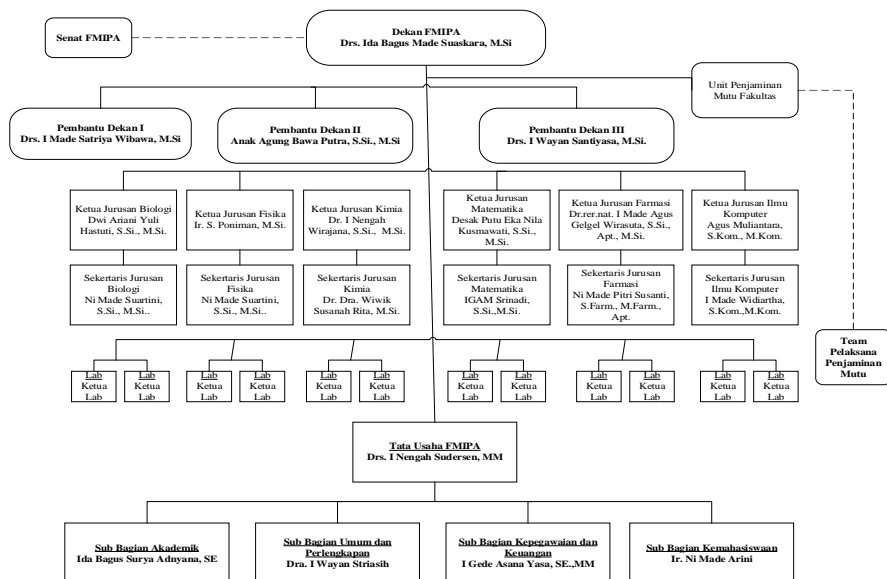 Senat FMIPA
Dekan FMIPA
Drs. Ida Bagus Made Suaskara, M.Si
Unit Penjaminan
Mutu Fakultas
Pembantu Dekan I
Drs. I Made Satriya Wibawa, M.Si
Pembantu Dekan II
Anak Agung Bawa Putra, S.Si., M.Si
Pembantu Dekan III
Drs. I Wayan Santiyasa, M.Si.
Ketua Jurusan Biologi
Dwi Ariani Yuli
Hastuti, S.Si., M.Si.
Ketua Jurusan Fisika
Ir. S. Poniman, M.Si.
Ketua Jurusan Kimia
Dr. I Nengah
Wirajana, S.Si., M.Si.
Ketua Jurusan
Matematika
Desak Putu Eka Nila
Kusmawati, S.Si.,
M.Si.
Ketua Jurusan Farmasi
Dr.rer.nat. I Made Agus
Gelgel Wirasuta, S.Si.,
Apt., M.Si.
Ketua Jurusan Ilmu
Komputer
Agus Muliantara,
S.Kom., M.Kom.
Sekertaris Jurusan
Biologi
Ni Made Suartini,
S.Si., M.Si..
Sekertaris Jurusan
Fisika
Ni Made Suartini,
S.Si., M.Si..
Sekertaris Jurusan
Kimia
Dr. Dra. Wiwik
Susanah Rita, M.Si.
Sekertaris Jurusan
Matematika
IGAM Srinadi,
S.Si.,M.Si.
Sekertaris Jurusan
Farmasi
Ni Made Pitri Susanti,
S.Farm., M.Farm.,
Apt.
Sekertaris Jurusan
Ilmu Komputer
I Made Widiartha,
S.Kom.,M.Kom.
Team
Pelaksana
Penjaminan
Mutu
Lab
Ketua
Lab
Lab
Ketua
Lab
Lab
Ketua
Lab
Lab
Ketua
Lab
Lab
Ketua
Lab
Lab
Ketua
Lab
Lab
Ketua
Lab
Lab
Ketua
Lab
Lab
Ketua
Lab
Lab
Ketua
Lab
Lab
Ketua
Lab
Lab
Ketua
Lab
Tata Usaha FMIPA
Drs. I Nengah Sudersen, MM
Sub Bagian Akademik
Ida Bagus Surya Adnyana, SE
Sub Bagian Umum dan
Perlengkapan
Dra. I Wayan Striasih
Sub Bagian Kepegawaian dan
Keuangan
I Gede Asana Yasa, SE.,MM
Sub Bagian Kemahasiswaan
Ir. Ni Made Arini